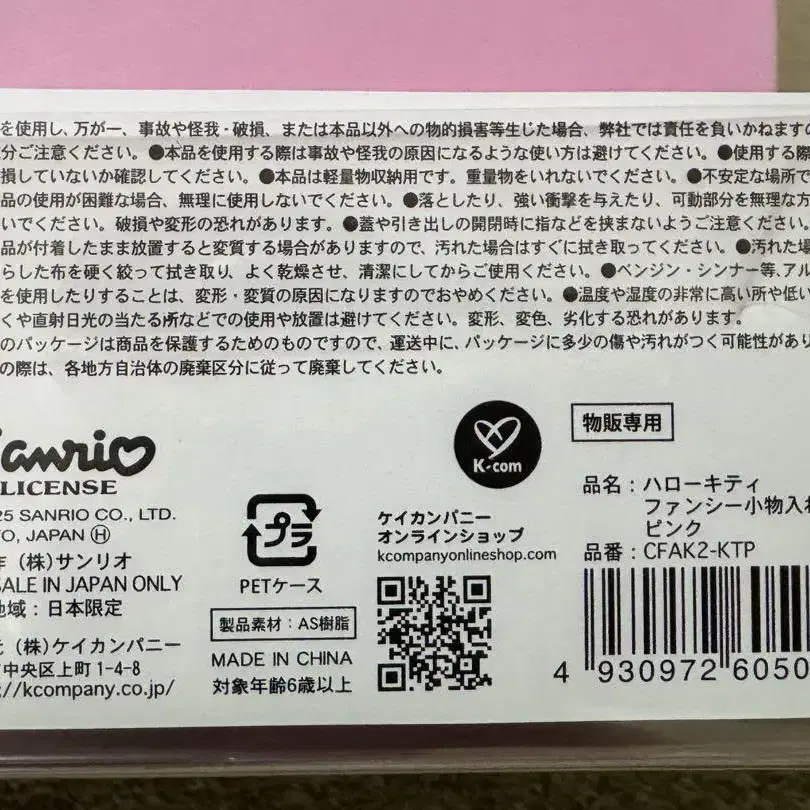 を使用し、万が一、事故や怪我・破損、または本品以外への物的損害等生じた場合、弊社では責任を負いかねますの
分ご注意ください。●本品を使用する際は事故や怪我の原因になるような使い方は避けてください。●使用する際
損していないか確認してください。●本品は軽量物収納用です。重量物をいれないでください。●不安定な場所で
品の使用が困難な場合、無理に使用しないでください。●落としたり、強い衝撃を与えたり、可動部分を無理な方
いでください。破損や変形の恐れがあります。●蓋や引き出しの開閉時に指などを挟まないようご注意ください。
品が付着したまま放置すると変質する場合がありますので、汚れた場合はすぐに拭き取ってください。●汚れた場
らした布を硬く絞って拭き取り、よく乾燥させ、清潔にしてからご使用ください。●ベンジン・シンナー等、アル
を使用したりすることは、変形・変質の原因になりますのでおやめください。●温度や湿度の非常に高い所や低い
くや直射日光の当たる所などでの使用や放置は避けてください。変形、変色、劣化する恐れがあります。
のパッケージは商品を保護するためのものですので、運送中に、パッケージに多少の傷や汚れがつく可能性があり
の際は、各地方自治体の廃棄区分に従って廃棄してください。
Sanrio
LICENSE
25 SANRIO CO., LTD.
YO, JAPAN Ⓗ
作 (株)サンリオ
SALE IN JAPAN ONLY
地域：日本限定
元 (株)ケイカンパニー
中央区上町1-4-8
://kcompany.co.jp/
プラ
PETケース
製品素材：AS樹脂
MADE IN CHINA
対象年齢6歳以上
K-com
ケイカンパニー
オンラインショップ
kcompanyonlineshop.com
物販専用
品名：ハローキティ
ファンシー小物入れ
ピンク
品番：CFAK2-KTP
4 930972 6050